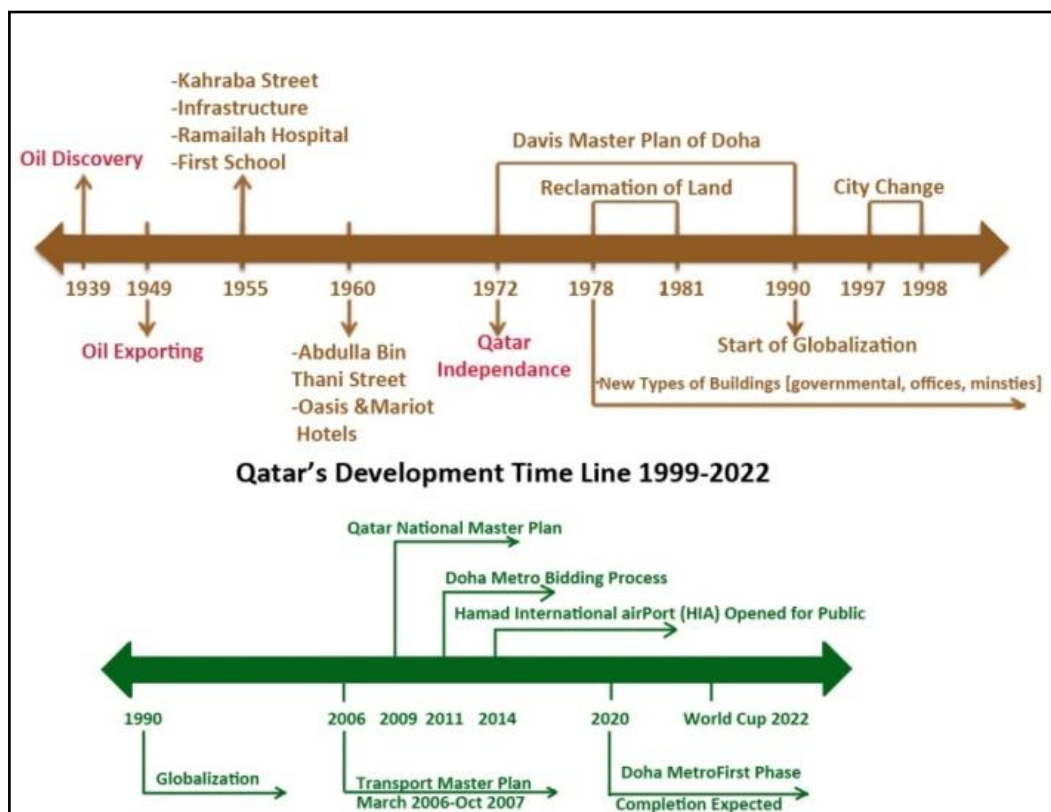 -Kahraba Street
-Infrastructure
-Ramailah Hospital
-First School
Oil Discovery
Davis Master Plan of Doha
Reclamation of Land
City Change
1939 1949 1955 1960 1972 1978 1981 1990 1997 1998
Oil Exporting
-Abdulla Bin
Thani Street
-Oasis &Mariot
Hotels
Qatar
Independance
Start of Globalization
-New Types of Buildings [governmental, offices, minsties]
Qatar's Development Time Line 1999-2022
Qatar National Master Plan
Doha Metro Bidding Process
Hamad International airPort (HIA) Opened for Public
1990 2006 2009 2011 2014 2020 World Cup 2022
Globalization
Transport Master Plan
March 2006-Oct 2007
Doha MetroFirst Phase
Completion Expected